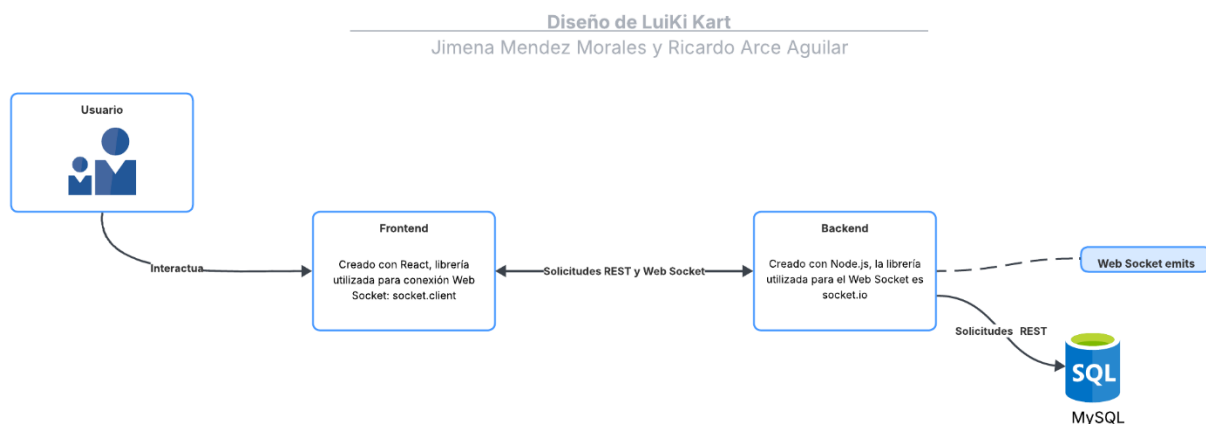 Diseño de LuiKi Kart
Jimena Mendez Morales y Ricardo Arce Aguilar
Usuario
Interactua
Frontend
Creado con React, librería
utilizada para conexión Web
Socket: socket.client
Solicitudes REST y Web Socket
Backend
Creado con Node.js, la librería
utilizada para el Web Socket es
socket.io
Web Socket emits
Solicitudes REST
SQL
MySQL